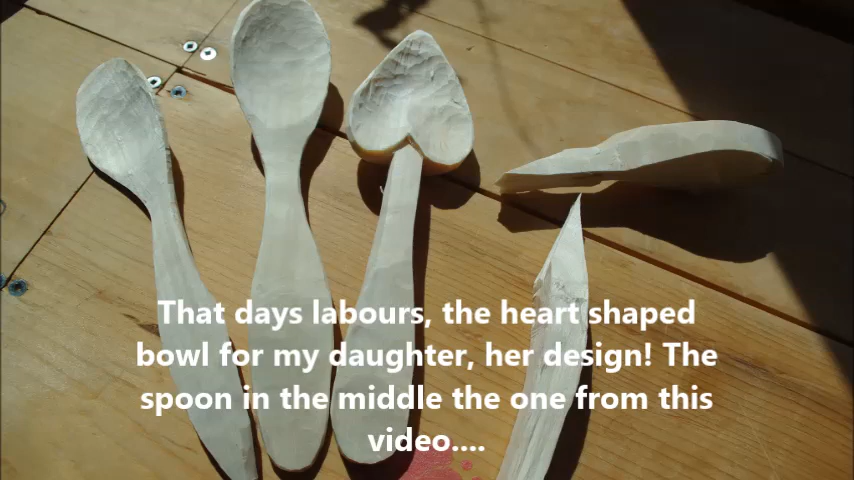 That days labours, the heart shaped
bowl for my daughter, her design! The
spoon in the middle the one from this
video....